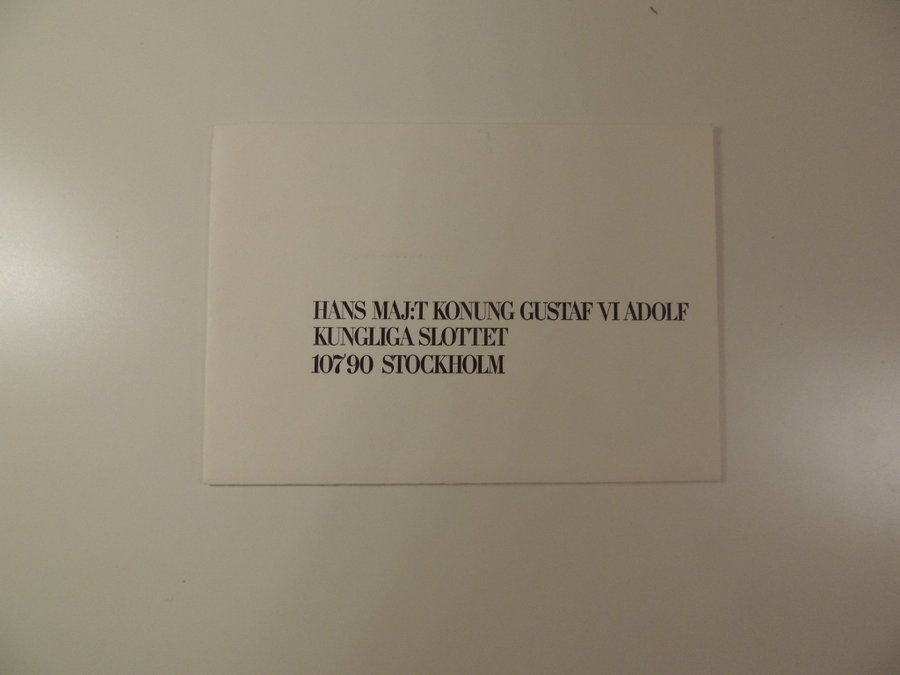 HANS MAJ:T KONUNG GUSTAF VI ADOLF
KUNGLIGA SLOTTET
10790 STOCKHOLM